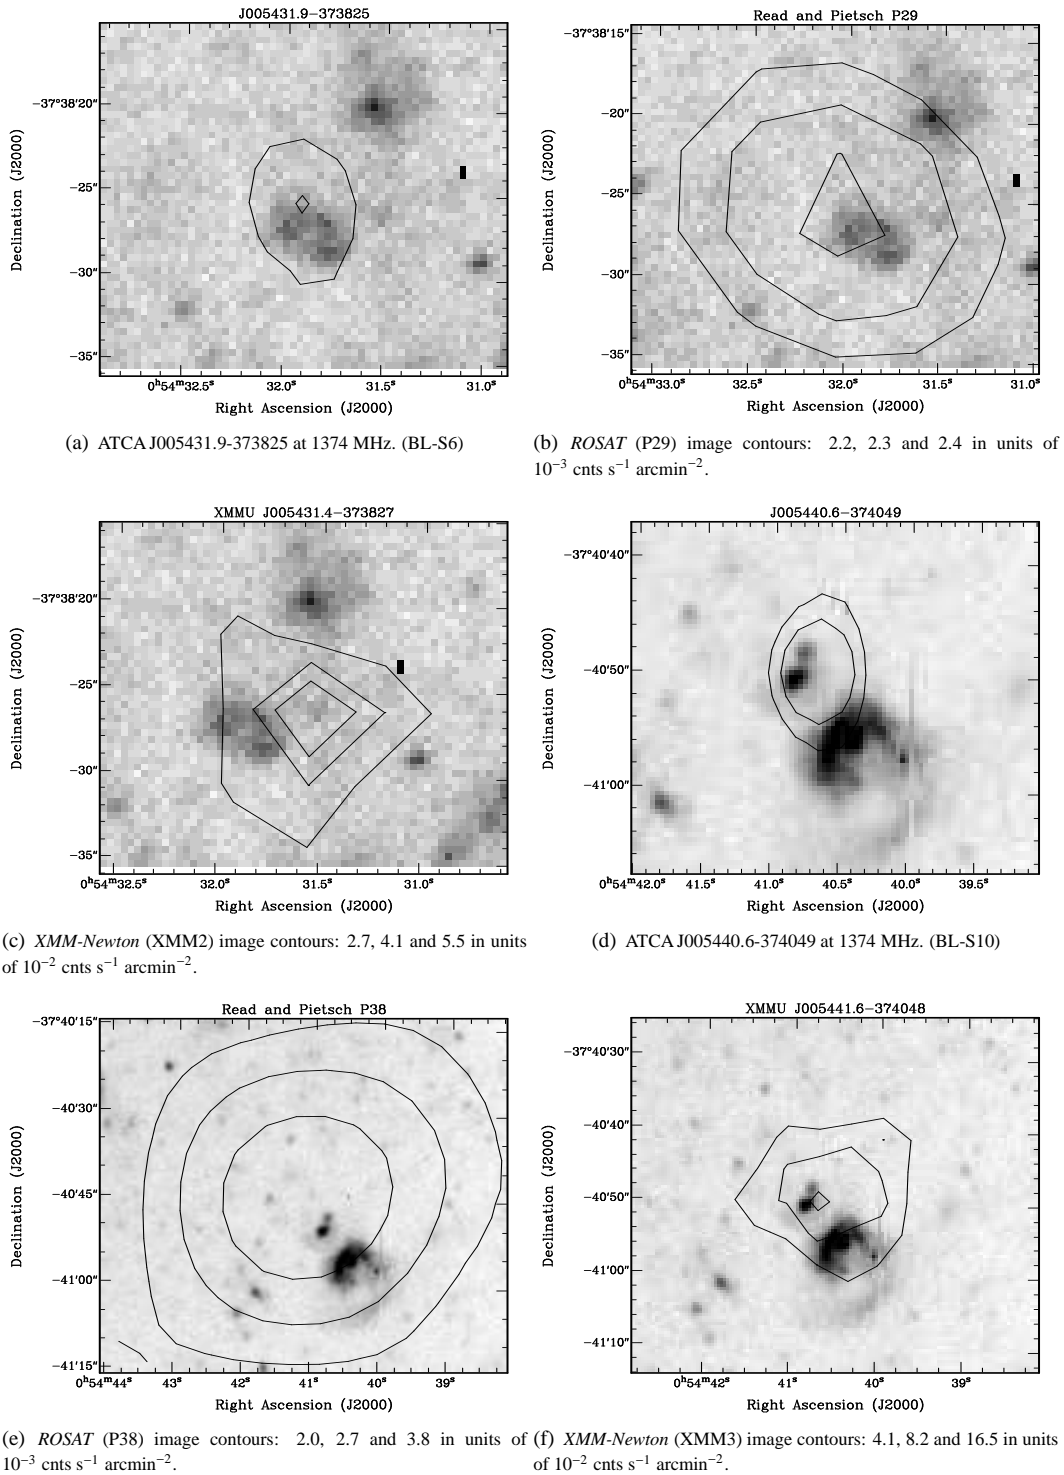 J005431.9−373825
Declination (J2000)
−37°38′20″
−25″
−30″
−35″
0ʰ54ᵐ32.5ˢ 32.0ˢ 31.5ˢ 31.0ˢ
Right Ascension (J2000)
(a) ATCA J005431.9-373825 at 1374 MHz. (BL-S6)
Read and Pietsch P29
Declination (J2000)
−37°38′15″
−20″
−25″
−30″
−35″
0ʰ54ᵐ33.0ˢ 32.5ˢ 32.0ˢ 31.5ˢ 31.0ˢ
Right Ascension (J2000)
(b) ROSAT (P29) image contours: 2.2, 2.3 and 2.4 in units of
10⁻³ cnts s⁻¹ arcmin⁻².
XMMU J005431.4−373827
Declination (J2000)
−37°38′20″
−25″
−30″
−35″
0ʰ54ᵐ32.5ˢ 32.0ˢ 31.5ˢ 31.0ˢ
Right Ascension (J2000)
(c) XMM-Newton (XMM2) image contours: 2.7, 4.1 and 5.5 in units
of 10⁻² cnts s⁻¹ arcmin⁻².
J005440.6−374049
Declination (J2000)
−37°40′40″
−40′50″
−41′00″
0ʰ54ᵐ42.0ˢ 41.5ˢ 41.0ˢ 40.5ˢ 40.0ˢ 39.5ˢ
Right Ascension (J2000)
(d) ATCA J005440.6-374049 at 1374 MHz. (BL-S10)
Read and Pietsch P38
Declination (J2000)
−37°40′15″
−40′30″
−40′45″
−41′00″
−41′15″
0ʰ54ᵐ44ˢ 43ˢ 42ˢ 41ˢ 40ˢ 39ˢ
Right Ascension (J2000)
(e) ROSAT (P38) image contours: 2.0, 2.7 and 3.8 in units of
10⁻³ cnts s⁻¹ arcmin⁻².
XMMU J005441.6−374048
Declination (J2000)
−37°40′30″
−40′40″
−40′50″
−41′00″
−41′10″
0ʰ54ᵐ42ˢ 41ˢ 40ˢ 39ˢ
Right Ascension (J2000)
(f) XMM-Newton (XMM3) image contours: 4.1, 8.2 and 16.5 in units
of 10⁻² cnts s⁻¹ arcmin⁻².